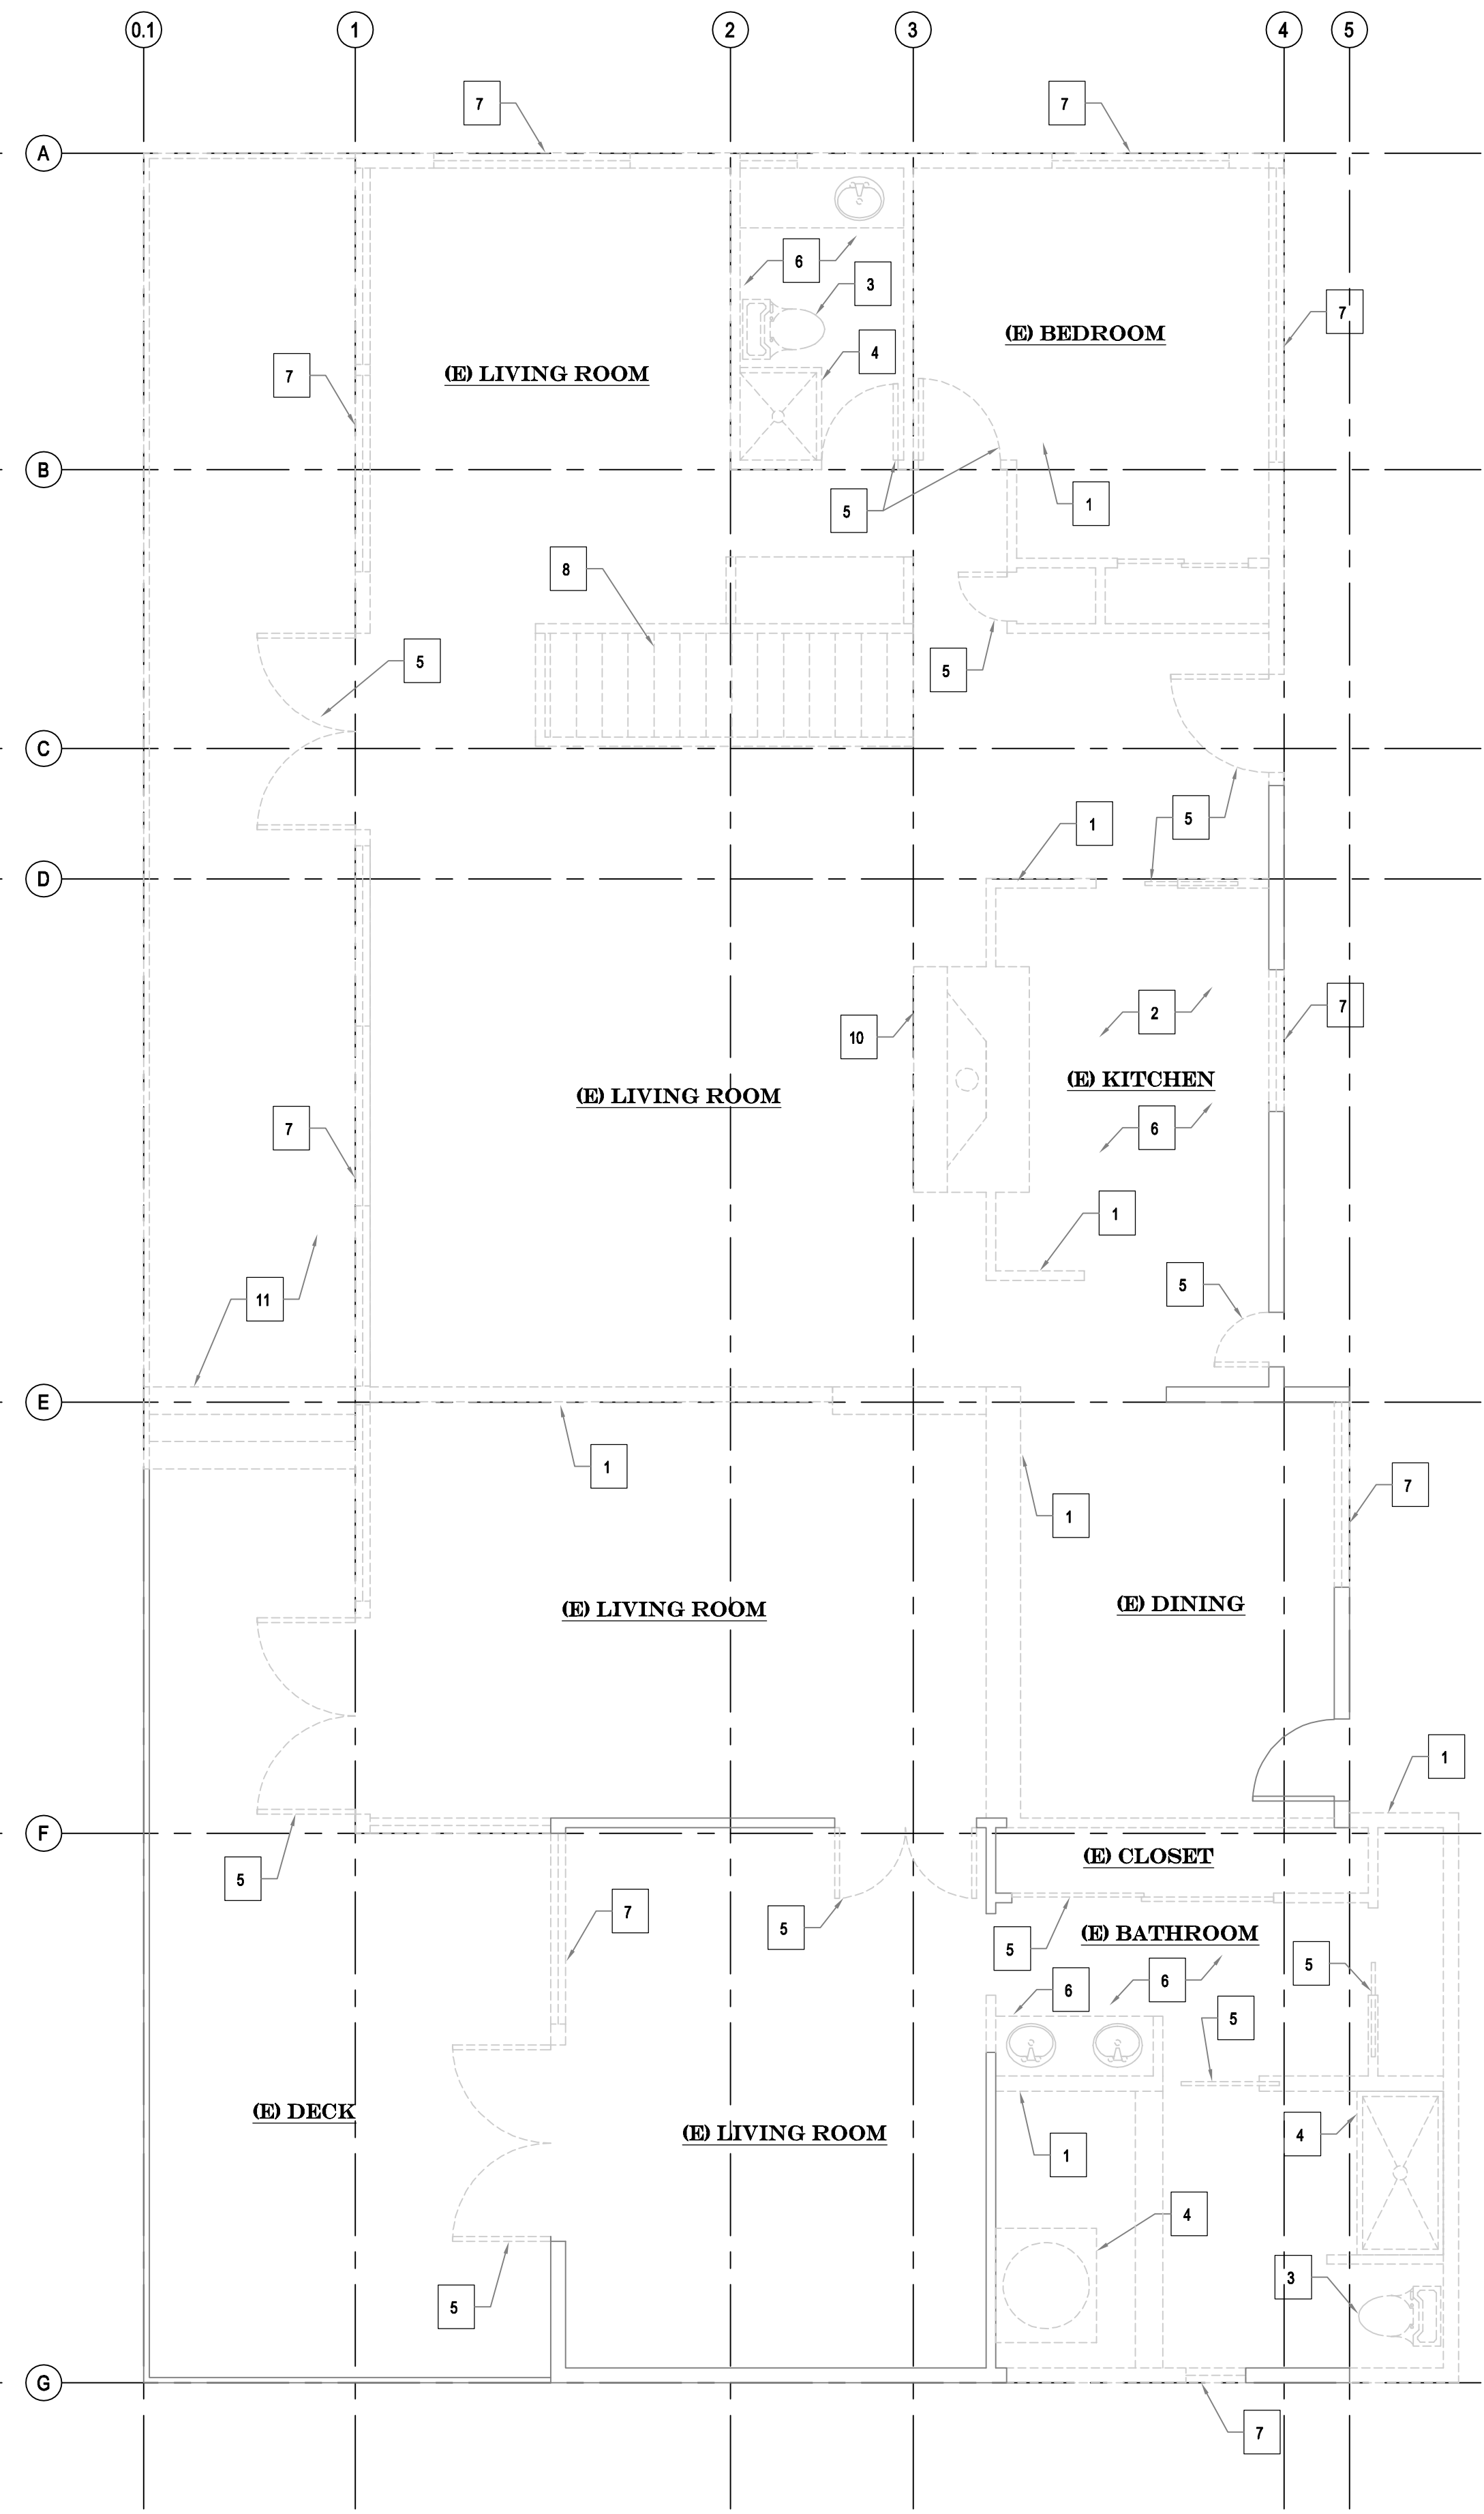 0.1 1 2 3 4 5
7 7
A
6
3
7
(E) BEDROOM
4
7
(E) LIVING ROOM
B
5 1
8
5
5
C
1 5
D
2 7
10
(E) KITCHEN
(E) LIVING ROOM
7 6
1
5
11
E
1
7
1
(E) DINING
(E) LIVING ROOM
1
F
(E) CLOSET
5
7
5
(E) BATHROOM
5 5
6 6
5
(E) DECK
(E) LIVING ROOM
4
1
4
3
5
G
7